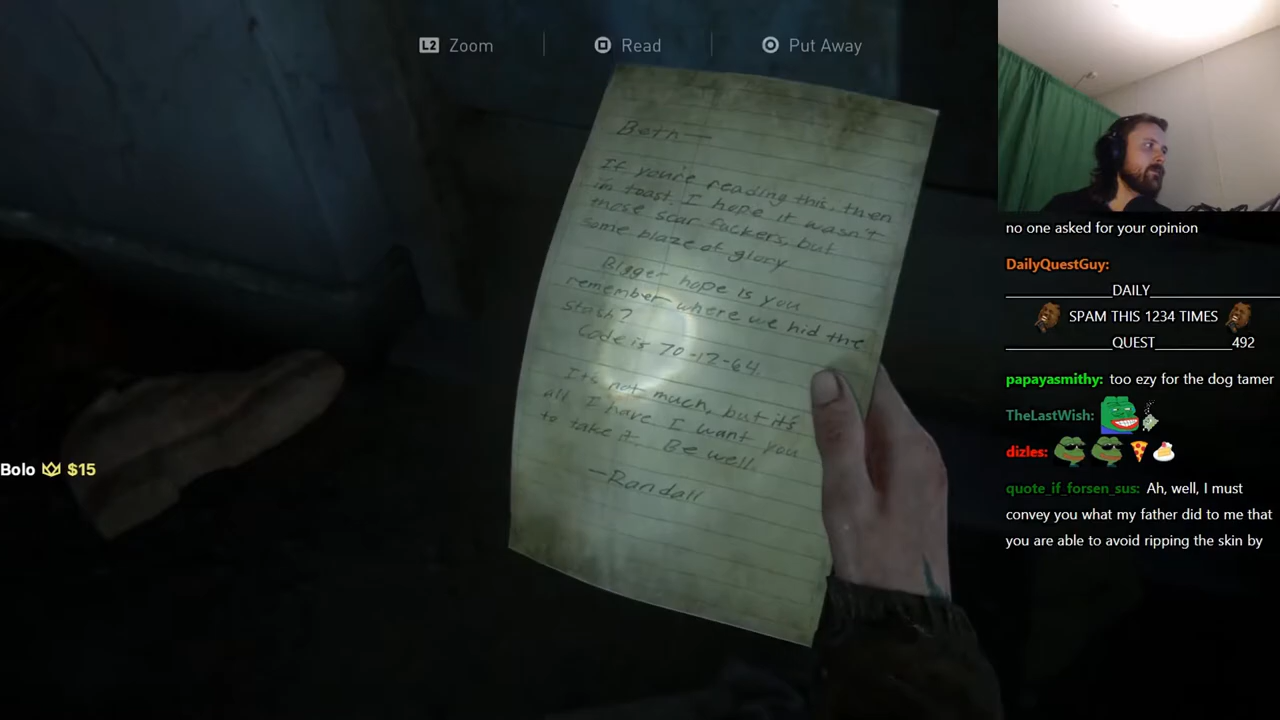 L2 Zoom
Read
Put Away
Beth—
If you're reading this, then
i'm toast. I hope it wasn't
those scar fuckers, but
some blaze of glory
Bigger hope is you
remember where we hid the
stash?
Code is 70-12-64.
It's not much, but it's
all I have. I want you
to take it. Be well.
—Randall
Bolo $15
no one asked for your opinion
DailyQuestGuy:
____________DAILY____________
SPAM THIS 1234 TIMES
____________QUEST________492
papayasmithy: too ezy for the dog tamer
TheLastWish:
dizles:
quote_if_forsen_sus: Ah, well, I must
convey you what my father did to me that
you are able to avoid ripping the skin by